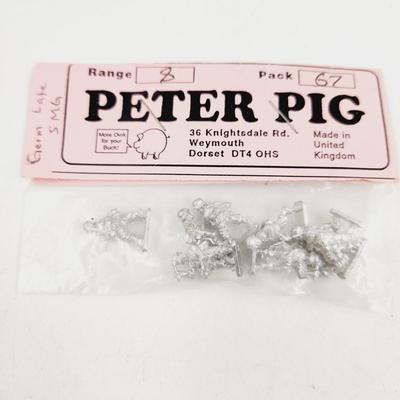 Germ Late
SMG
Range 8 Pack 67
PETER PIG
More Oink
for your
Buck!
36 Knightsdale Rd.
Weymouth
Dorset DT4 OHS
Made in
United
Kingdom